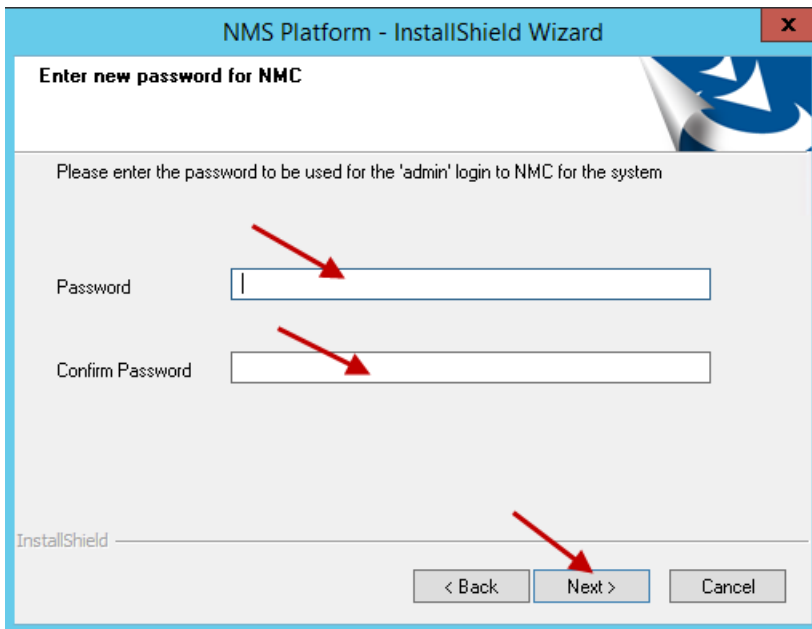 NMS Platform - InstallShield Wizard
x
Enter new password for NMC
Please enter the password to be used for the 'admin' login to NMC for the system
Password
Confirm Password
InstallShield
< Back
Next >
Cancel